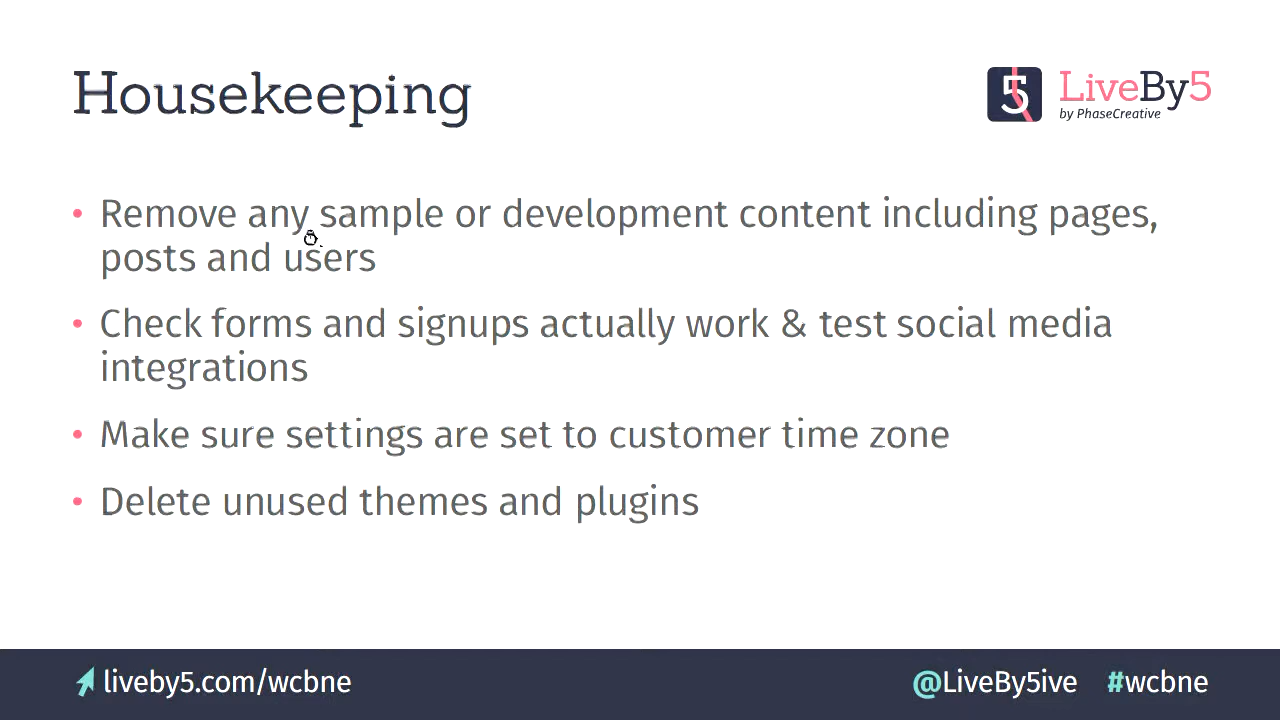 Housekeeping
5 LiveBy5
by PhaseCreative
• Remove any sample or development content including pages,
posts and users
• Check forms and signups actually work & test social media
integrations
• Make sure settings are set to customer time zone
• Delete unused themes and plugins
liveby5.com/wcbne
@LiveBy5ive #wcbne